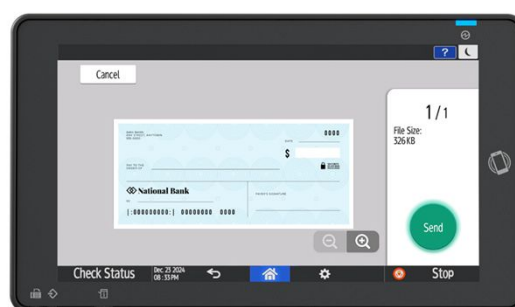 ?
Cancel
1/1
File Size:
326KB
0000
DATE
$
National Bank
|:000000000:| 00000000 0000
Send
Check Status
Dec. 23 2024
08:33PM
Stop